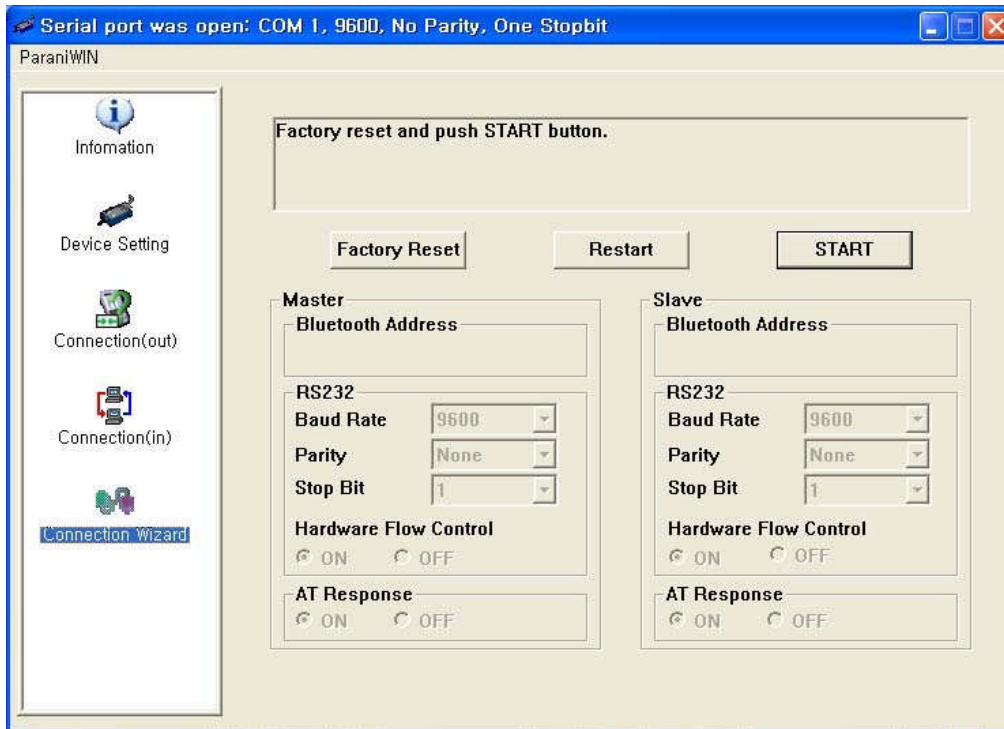 Serial port was open: COM 1, 9600, No Parity, One Stopbit
ParaniWIN
Infomation
Device Setting
Connection(out)
Connection(in)
Connection Wizard
Factory reset and push START button.
Factory Reset Restart START
Master
Bluetooth Address
RS232
Baud Rate 9600
Parity None
Stop Bit 1
Hardware Flow Control
ON OFF
AT Response
ON OFF
Slave
Bluetooth Address
RS232
Baud Rate 9600
Parity None
Stop Bit 1
Hardware Flow Control
ON OFF
AT Response
ON OFF